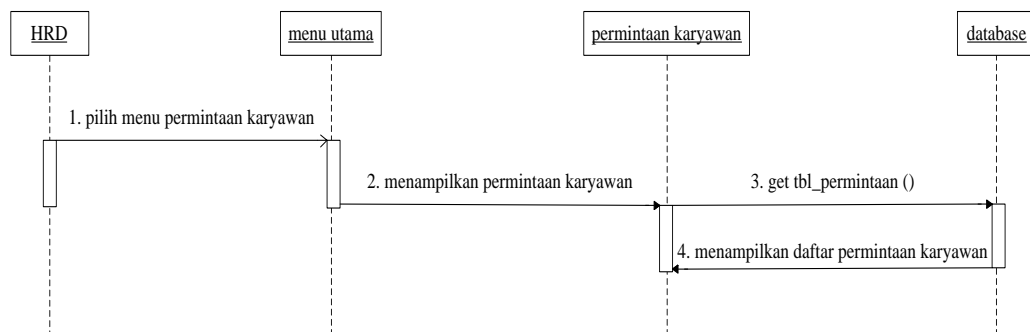 HRD
menu utama
permintaan karyawan
database
1. pilih menu permintaan karyawan
2. menampilkan permintaan karyawan
3. get tbl_permintaan ()
4. menampilkan daftar permintaan karyawan